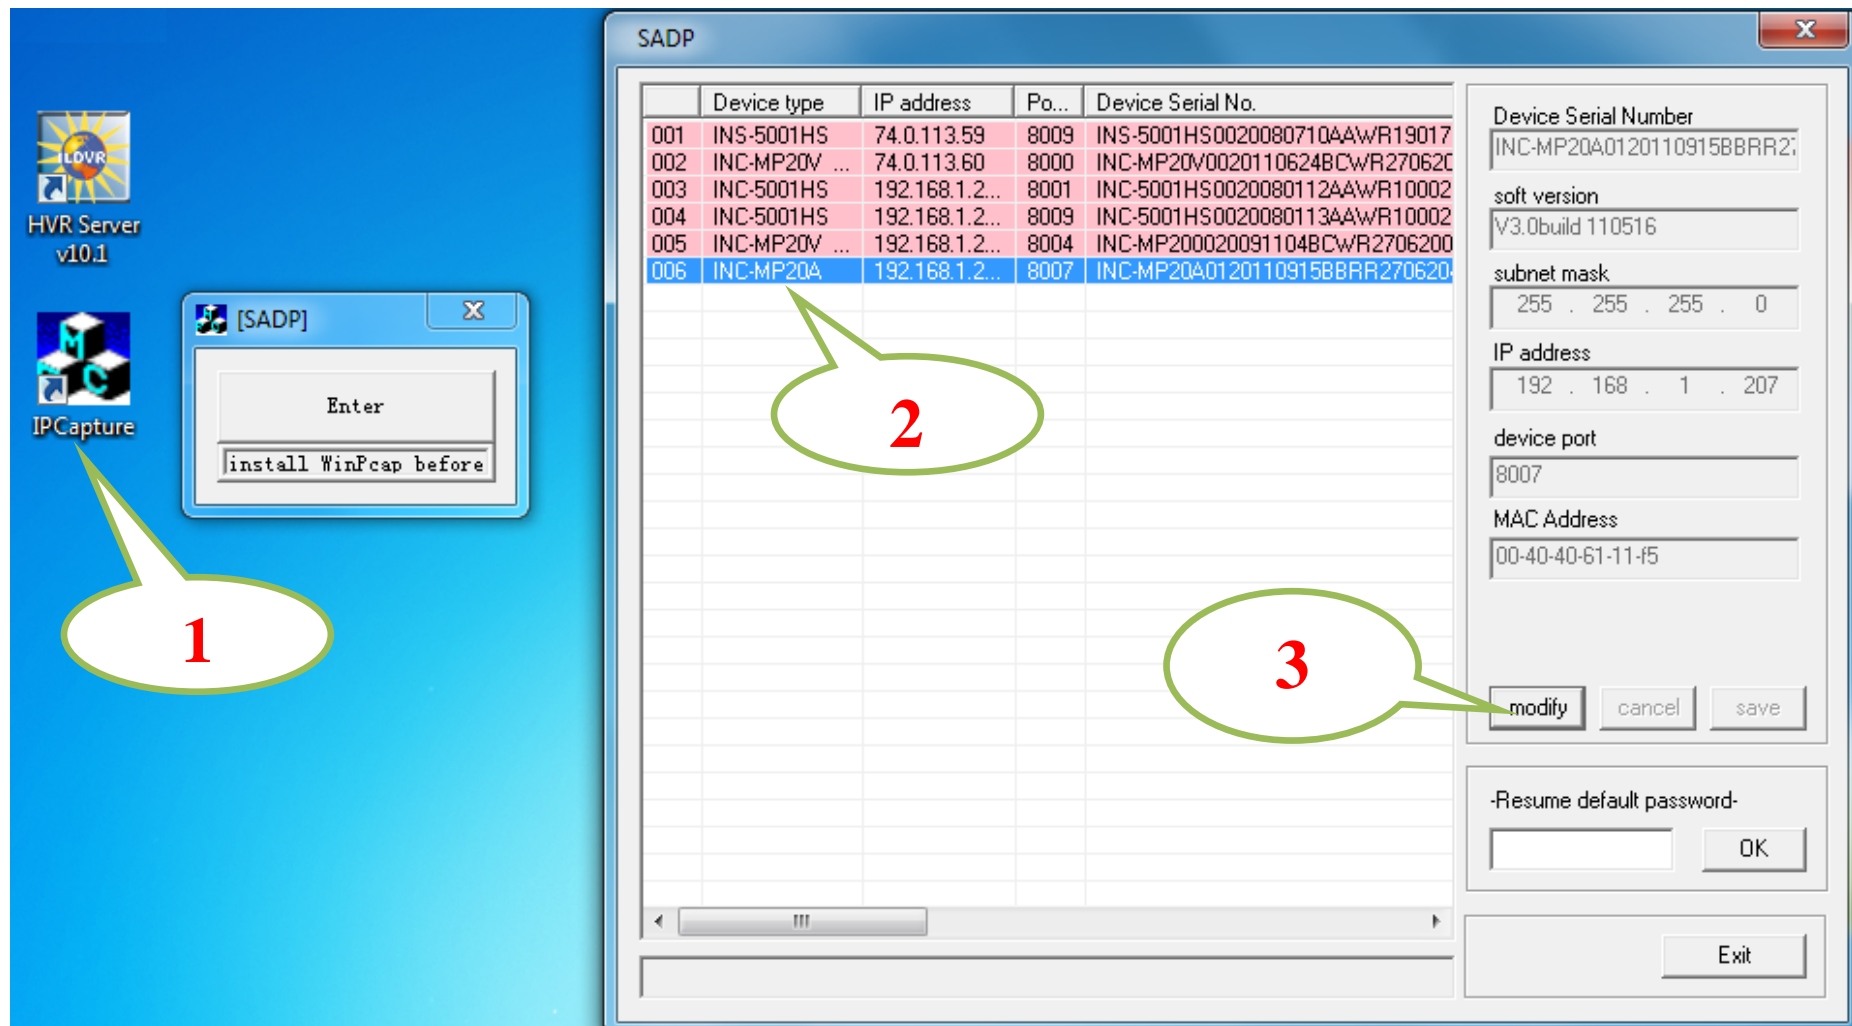 ILDVR
HVR Server
v10.1
MC
IPCapture
1
[SADP]
Enter
install WinPcap before
SADP
Device type IP address Po... Device Serial No.
001 INS-5001HS 74.0.113.59 8009 INS-5001HS0020080710AAWR19017
002 INC-MP20V ... 74.0.113.60 8000 INC-MP20V0020110624BCWR270620
003 INC-5001HS 192.168.1.2... 8001 INC-5001HS0020080112AAWR10002
004 INC-5001HS 192.168.1.2... 8009 INC-5001HS0020080113AAWR10002
005 INC-MP20V ... 192.168.1.2... 8004 INC-MP200020091104BCWR2706200
006 INC-MP20A 192.168.1.2... 8007 INC-MP20A0120110915BBRR270620
2
3
Device Serial Number
INC-MP20A0120110915BBRR2
soft version
V3.0build 110516
subnet mask
255 . 255 . 255 . 0
IP address
192 . 168 . 1 . 207
device port
8007
MAC Address
00-40-40-61-11-f5
modify cancel save
-Resume default password-
OK
Exit